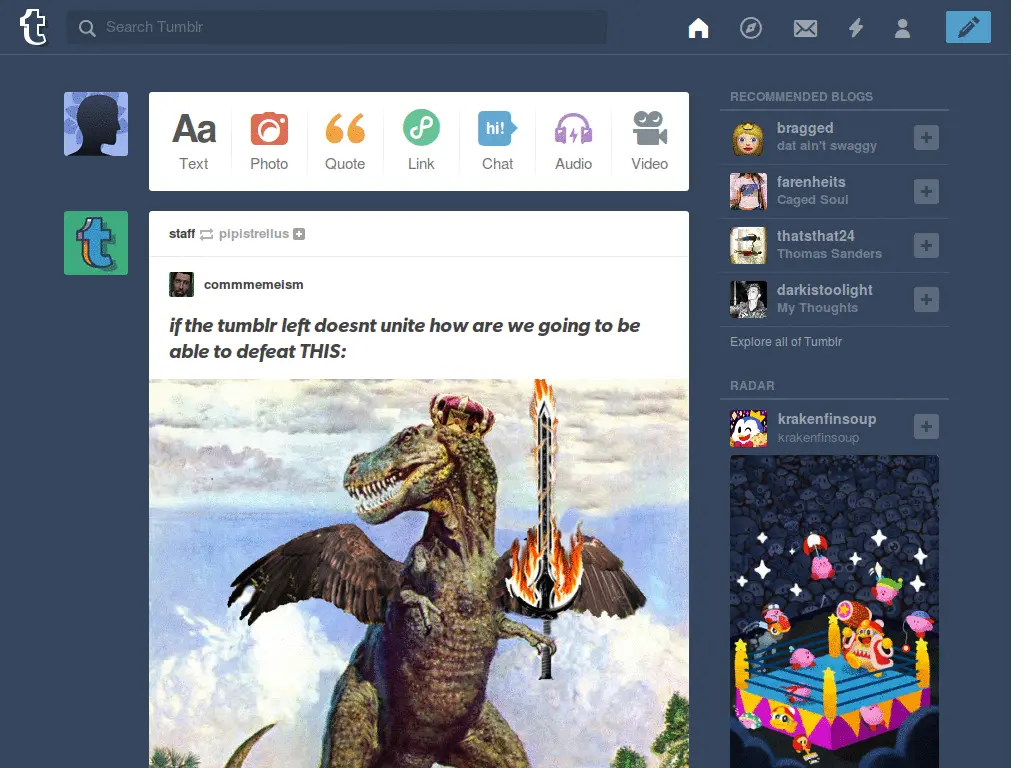 t
Search Tumblr
Aa
hi!
Text
Photo
Quote
Link
Chat
Audio
Video
t
staff pipistrellus
commmemeism
if the tumblr left doesnt unite how are we going to be
able to defeat THIS:
RECOMMENDED BLOGS
bragged
dat ain't swaggy
farenheits
Caged Soul
thatsthat24
Thomas Sanders
darkistoolight
My Thoughts
Explore all of Tumblr
RADAR
krakenfinsoup
krakenfinsoup